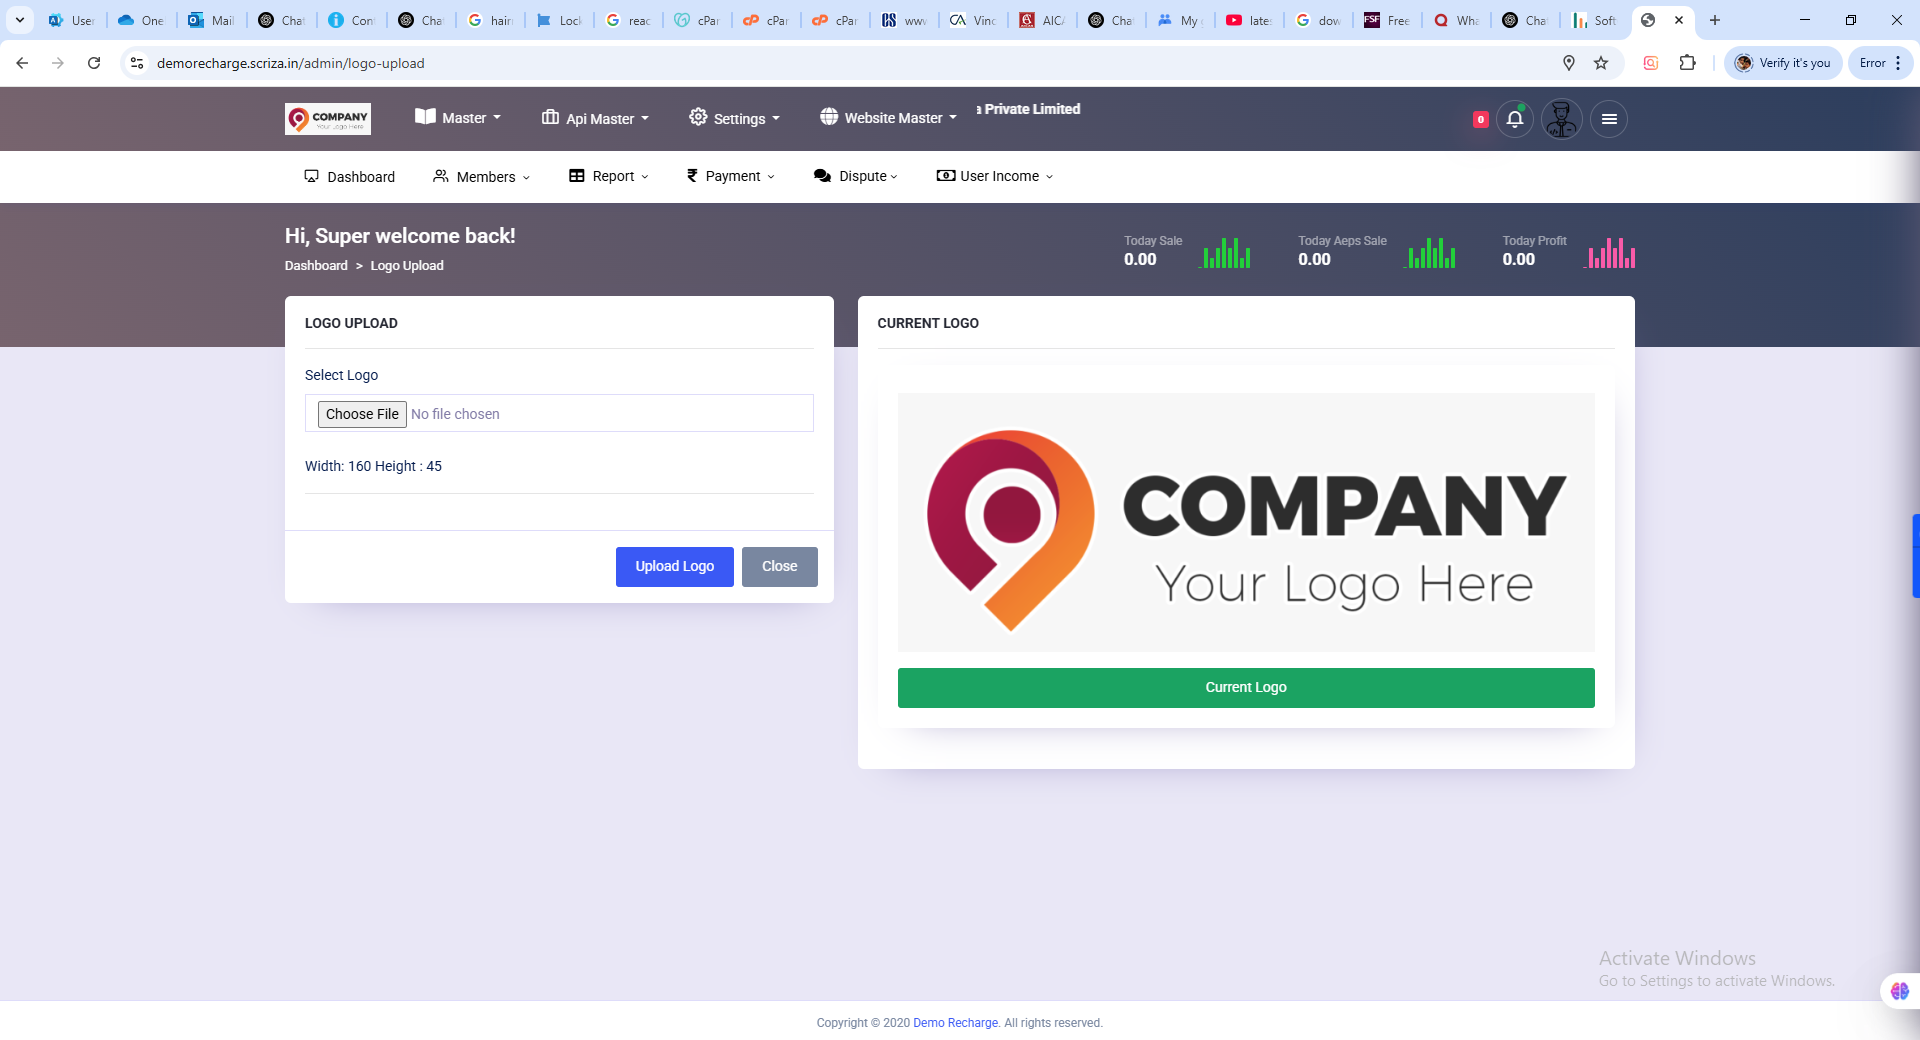 User
One
Mail
Chat
Con
Chat
hair
Lock
reac
cPar
cPar
cPar
www
Vinc
AICA
Chat
My
late
dow
Free
Wha
Chat
Soft
demorecharge.scriza.in/admin/logo-upload
Verify it's you
Error
COMPANY
Your Logo Here
Master
Api Master
Settings
Website Master
a Private Limited
0
Dashboard
Members
Report
Payment
Dispute
User Income
Hi, Super welcome back!
Dashboard > Logo Upload
Today Sale
0.00
Today Aeps Sale
0.00
Today Profit
0.00
LOGO UPLOAD
Select Logo
Choose File No file chosen
Width: 160 Height : 45
Upload Logo
Close
CURRENT LOGO
COMPANY
Your Logo Here
Current Logo
Activate Windows
Go to Settings to activate Windows.
Copyright © 2020 Demo Recharge. All rights reserved.